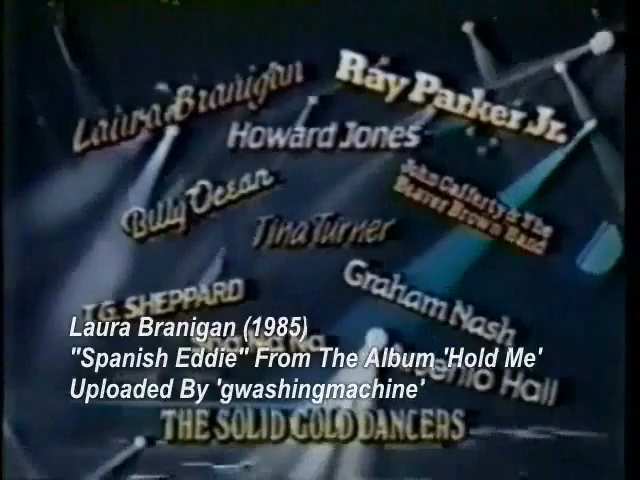 Laura Branigan
Ray Parker Jr.
Howard Jones
John Cafferty & The
Beaver Brown Band
Billy Ocean
Tina Turner
Graham Nash
T.G. SHEPPARD
Laura Branigan (1985)
"Spanish Eddie" From The Album 'Hold Me'
Hall
Uploaded By 'gwashingmachine'
THE SOLID GOLD DANCERS